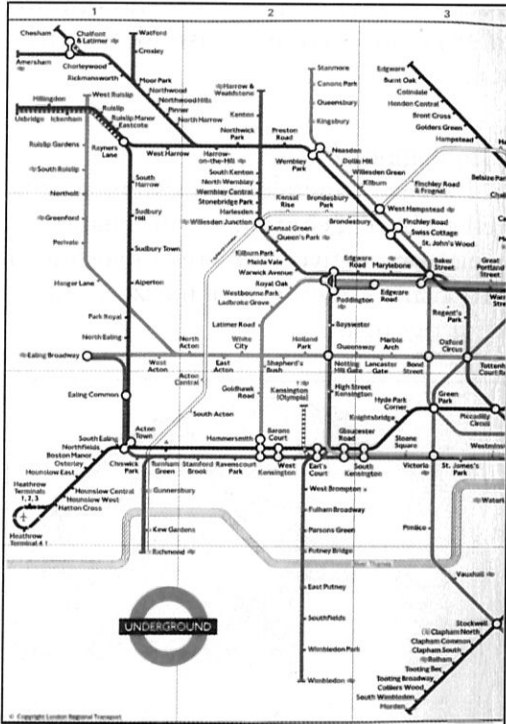 1
2
3
Chesham
Chalfont
& Latimer
Watford
Croxley
Amersham
Chorleywood
Rickmansworth
Moor Park
Northwood
Northwood Hills
Pinner
North Harrow
Harrow &
Wealdstone
Kenton
Northwick
Park
Preston
Road
Stanmore
Canons Park
Queensbury
Kingsbury
Edgware
Burnt Oak
Colindale
Hendon Central
Brent Cross
Golders Green
Hampstead
Hillingdon
Uxbridge
Ickenham
West Ruislip
Ruislip
Ruislip Manor
Eastcote
Ruislip Gardens
Rayners
Lane
West Harrow
Harrow-
on-the-Hill
Wembley
Park
Neasden
Dollis Hill
Willesden Green
Kilburn
Finchley Road
& Frognal
Belsize Park
South Ruislip
South
Harrow
South Kenton
North Wembley
Wembley Central
Stonebridge Park
Harlesden
Willesden Junction
Kensal
Rise
Brondesbury
Park
Brondesbury
West Hampstead
Finchley Road
Swiss Cottage
St. John's Wood
Northolt
Greenford
Perivale
Sudbury
Hill
Sudbury Town
Kensal Green
Queen's Park
Kilburn Park
Maida Vale
Warwick Avenue
Royal Oak
Westbourne Park
Ladbroke Grove
Edgware
Road
Marylebone
Baker
Street
Great
Portland
Street
Hanger Lane
Alperton
Paddington
Edgware
Road
Park Royal
North Ealing
Latimer Road
Bayswater
Regent's
Park
Ealing Broadway
West
Acton
North
Acton
East
Acton
White
City
Shepherd's
Bush
Holland
Park
Queensway
Notting
Hill Gate
Lancaster
Gate
Marble
Arch
Bond
Street
Oxford
Circus
Acton
Central
Goldhawk
Road
Kensington
(Olympia)
High Street
Kensington
Hyde Park
Corner
Green
Park
Ealing Common
South Acton
Knightsbridge
Piccadilly
Circus
South Ealing
Northfields
Boston Manor
Osterley
Hounslow East
Acton
Town
Hammersmith
Barons
Court
Gloucester
Road
Sloane
Square
Chiswick
Park
Turnham
Green
Stamford
Brook
Ravenscourt
Park
West
Kensington
Earl's
Court
South
Kensington
Victoria
St. James's
Park
Heathrow
Terminals
1, 2, 3
Hounslow Central
Hounslow West
Hatton Cross
Heathrow
Terminal 4
Gunnersbury
Kew Gardens
Richmond
West Brompton
Fulham Broadway
Parsons Green
Putney Bridge
East Putney
Southfields
Wimbledon Park
Wimbledon
Pimlico
River Thames
Vauxhall
Stockwell
Clapham North
Clapham Common
Clapham South
Balham
Tooting Bec
Tooting Broadway
Colliers Wood
South Wimbledon
Morden
UNDERGROUND
© Copyright London Regional Transport